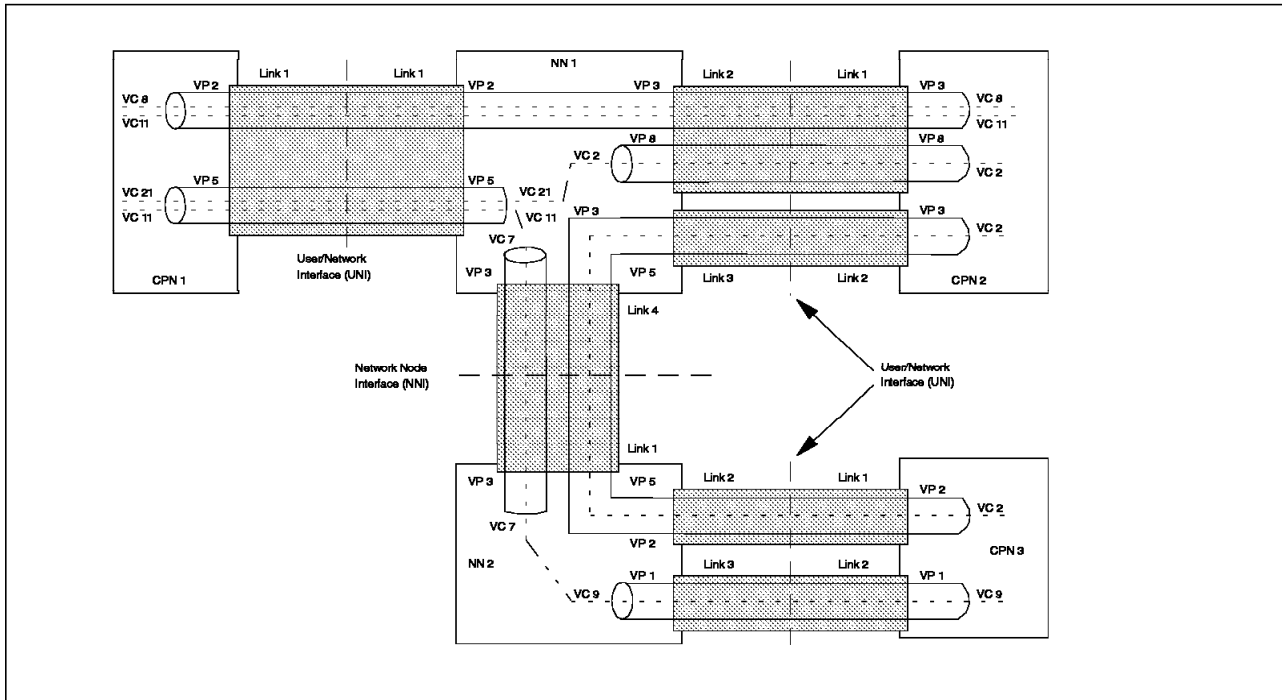 NN 1
Link 1
Link 1
Link 2
Link 1
VP 2
VP 2
VP 3
VP 3
VC 8
VC11
VC 8
VC 11
VP 8
VP 8
VC 2
VC 2
VP 5
VP 5
VC 21
VC 11
VC 21
VC 11
VP 3
VP 3
VC 2
VC 7
User/Network
Interface (UNI)
CPN 1
VP 3
VP 5
Link 3
Link 2
CPN 2
Link 4
Network Node
Interface (NNI)
User/Network
Interface (UNI)
Link 1
VP 3
VP 5
Link 2
Link 1
VP 2
VC 2
VC 7
VP 2
CPN 3
NN 2
VP 1
Link 3
Link 2
VP 1
VC 9
VC 9